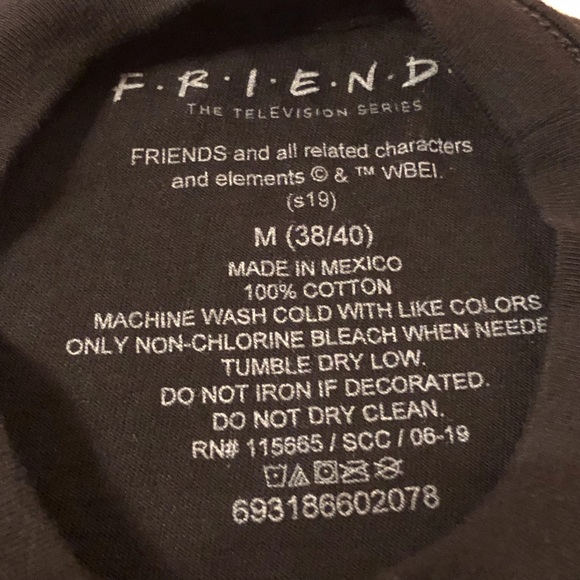 F·R·I·E·N·D·
THE TELEVISION SERIES
FRIENDS and all related characters
and elements © & ™ WBEI.
(s19)
M (38/40)
MADE IN MEXICO
100% COTTON
MACHINE WASH COLD WITH LIKE COLORS
ONLY NON-CHLORINE BLEACH WHEN NEEDE
TUMBLE DRY LOW.
DO NOT IRON IF DECORATED.
DO NOT DRY CLEAN.
RN# 115665 / SCC / 06-19
693186602078